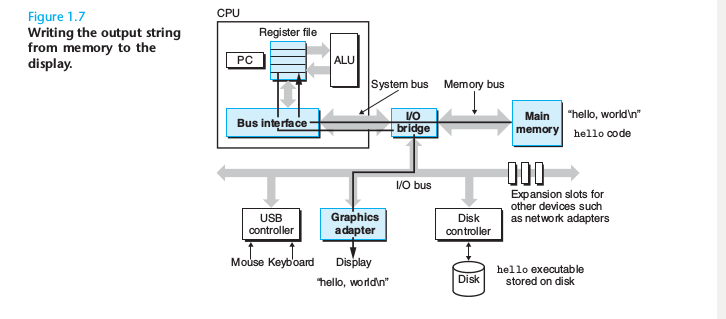 Figure 1.7
Writing the output string
from memory to the
display.
CPU
Register file
PC
ALU
System bus
Memory bus
Bus interface
I/O
bridge
Main
memory
"hello, world\n"
hello code
I/O bus
Expansion slots for
other devices such
as network adapters
USB
controller
Graphics
adapter
Disk
controller
Mouse Keyboard
Display
"hello, world\n"
Disk
hello executable
stored on disk